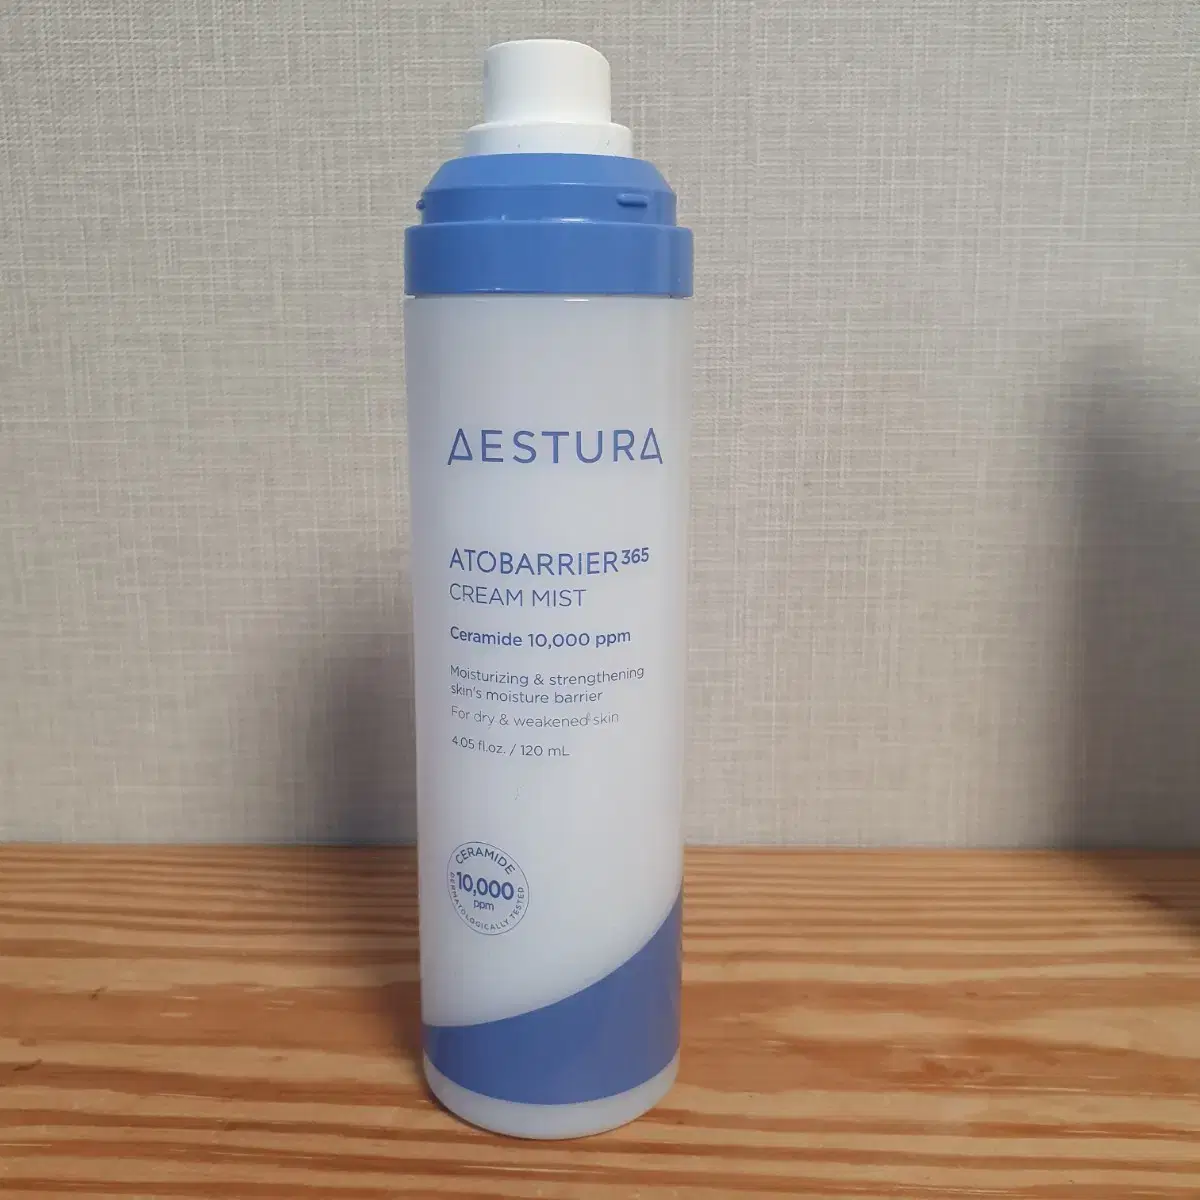 AESTURA
ATOBARRIER365
CREAM MIST
Ceramide 10,000 ppm
Moisturizing & strengthening
skin's moisture barrier
For dry & weakened skin
4.05 fl.oz. / 120 mL
CERAMIDE
10,000
ppm
DERMATOLOGICALLY TESTED